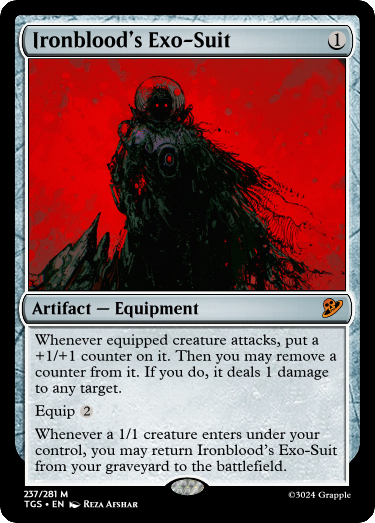 Ironblood's Exo-Suit 1
Artifact — Equipment
Whenever equipped creature attacks, put a
+1/+1 counter on it. Then you may remove a
counter from it. If you do, it deals 1 damage
to any target.
Equip 2
Whenever a 1/1 creature enters under your
control, you may return Ironblood's Exo-Suit
from your graveyard to the battlefield.
237/281 M
TGS • EN Reza Afshar
©3024 Grapple